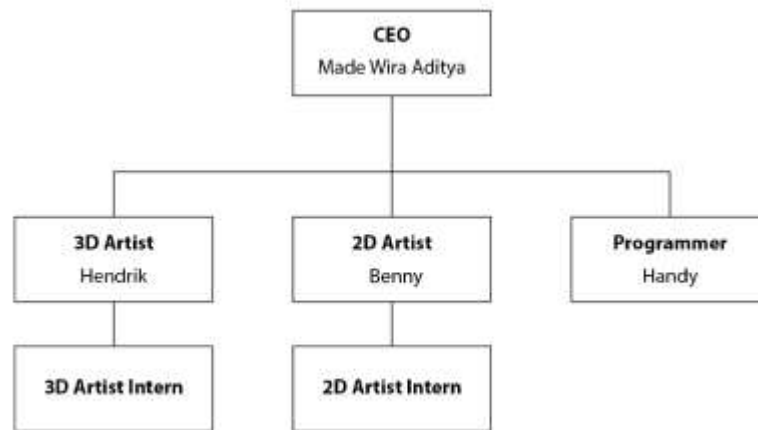 CEO
Made Wira Aditya
3D Artist
Hendrik
2D Artist
Benny
Programmer
Handy
3D Artist Intern
2D Artist Intern